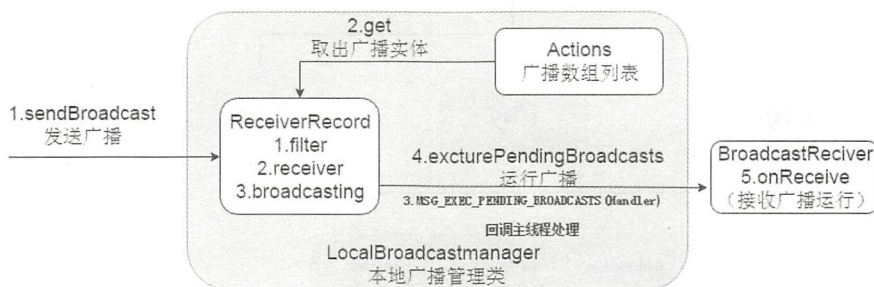 2.get
取出广播实体
Actions
广播数组列表
1.sendBroadcast
发送广播
ReceiverRecord
1.filter
2.receiver
3.broadcasting
4.excturePendingBroadcasts
运行广播
3.MSG_EXEC_PENDING_BROADCASTS(Handler)
回调主线程处理
BroadcastReciver
5.onReceive
（接收广播运行）
LocalBroadcastmanager
本地广播管理类